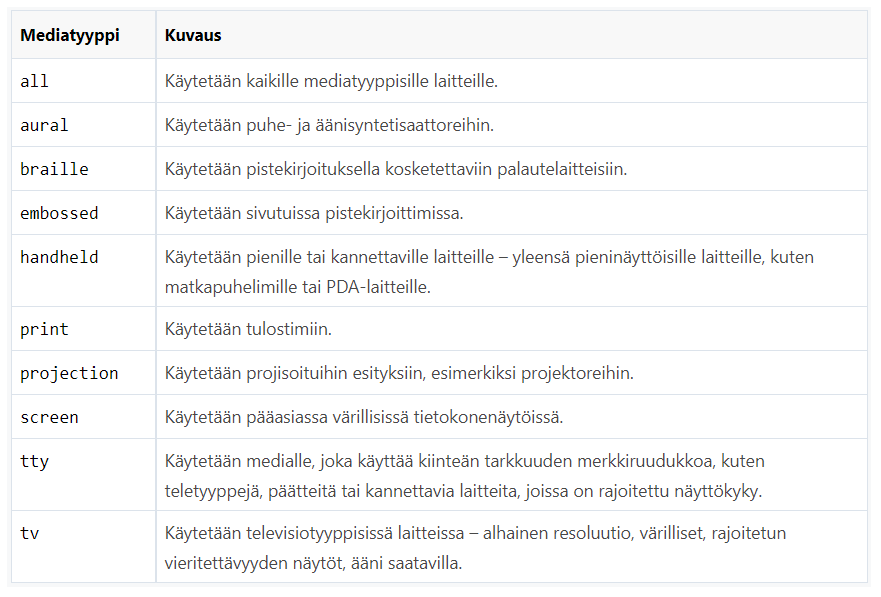 Mediatyyppi Kuvaus
all Käytetään kaikille mediatyyppisille laitteille.
aural Käytetään puhe- ja äänisyntetisaattoreihin.
braille Käytetään pistekirjoituksella kosketettaviin palautelaitteisiin.
embossed Käytetään sivutuissa pistekirjoittimissa.
handheld Käytetään pienille tai kannettaville laitteille – yleensä pieninäyttöisille laitteille, kuten
matkapuhelimille tai PDA-laitteille.
print Käytetään tulostimiin.
projection Käytetään projisoituihin esityksiin, esimerkiksi projektoreihin.
screen Käytetään pääasiassa värillisissä tietokonenäytöissä.
tty Käytetään medialle, joka käyttää kiinteän tarkkuuden merkkiruudukkoa, kuten
teletyyppejä, päätteitä tai kannettavia laitteita, joissa on rajoitettu näyttökyky.
tv Käytetään televisiotyyppisissä laitteissa – alhainen resoluutio, värilliset, rajoitetun
vieritettävyyden näytöt, ääni saatavilla.